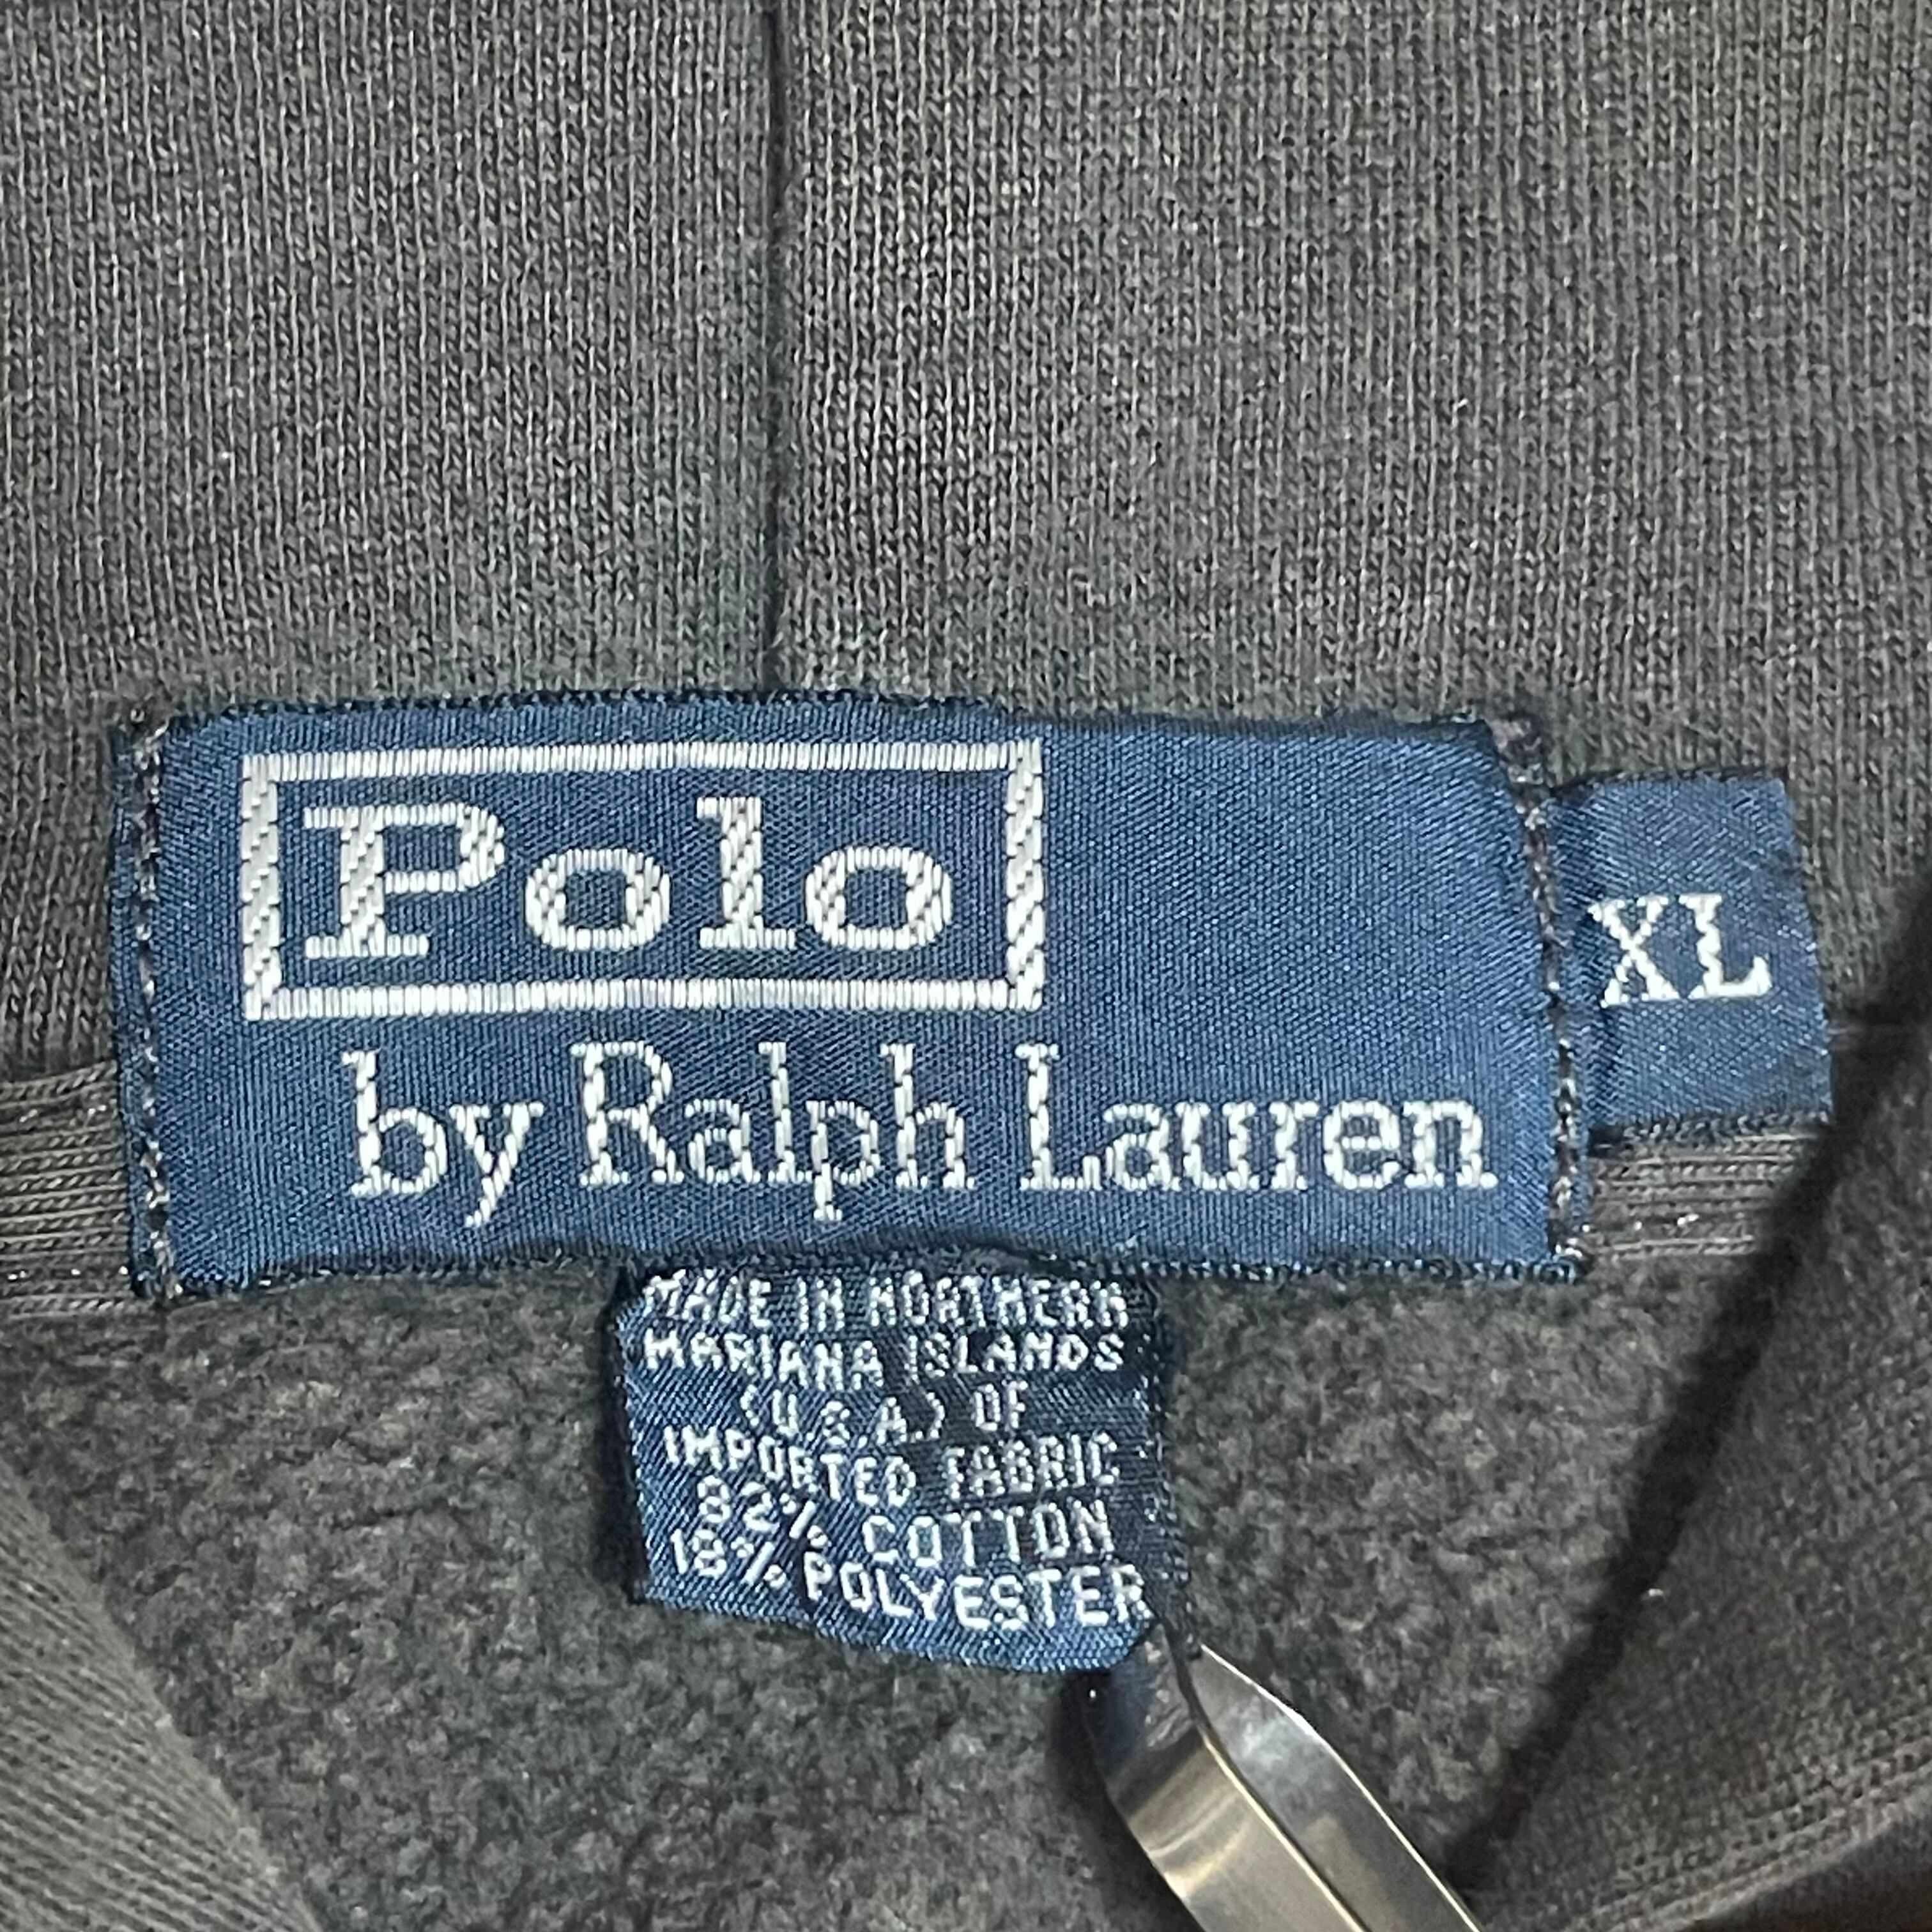 Polo
by Ralph Lauren
XL
MADE IN NORTHERN
MARIANA ISLANDS
(U.S.A.) OF
IMPORTED FABRIC
82% COTTON
18% POLYESTER